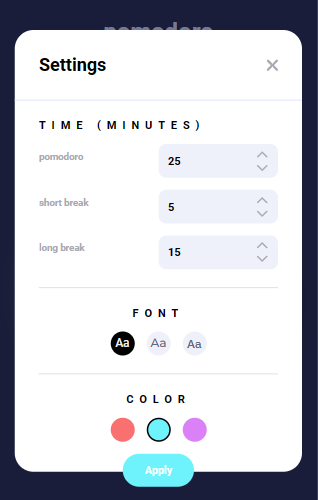 pomodoro
Settings
TIME (MINUTES)
pomodoro
25
short break
5
long break
15
FONT
Aa Aa Aa
COLOR
Apply